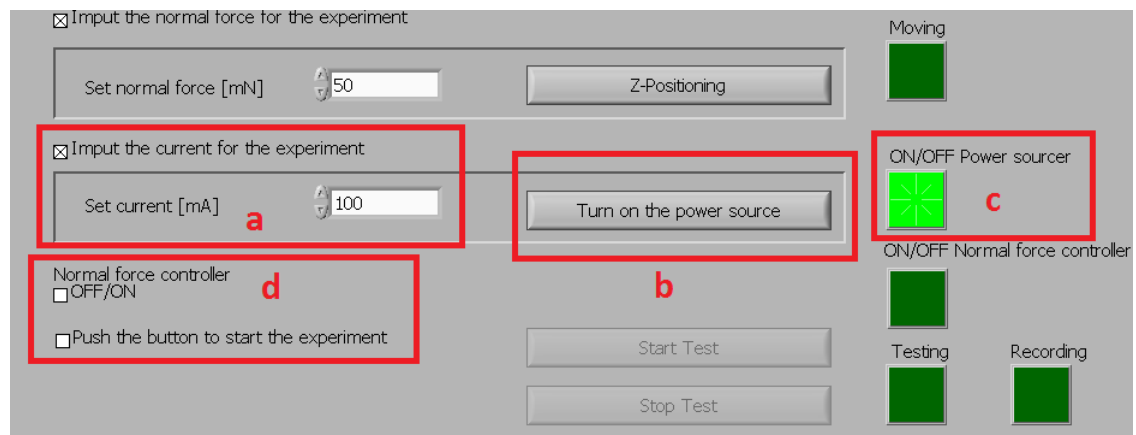 Imput the normal force for the experiment
Moving
Set normal force [mN] 50 Z-Positioning
Imput the current for the experiment
ON/OFF Power sourcer
Set current [mA] 100 Turn on the power source
a
b
c
ON/OFF Normal force controller
Normal force controller
OFF/ON
d
Push the button to start the experiment
Start Test
Testing Recording
Stop Test